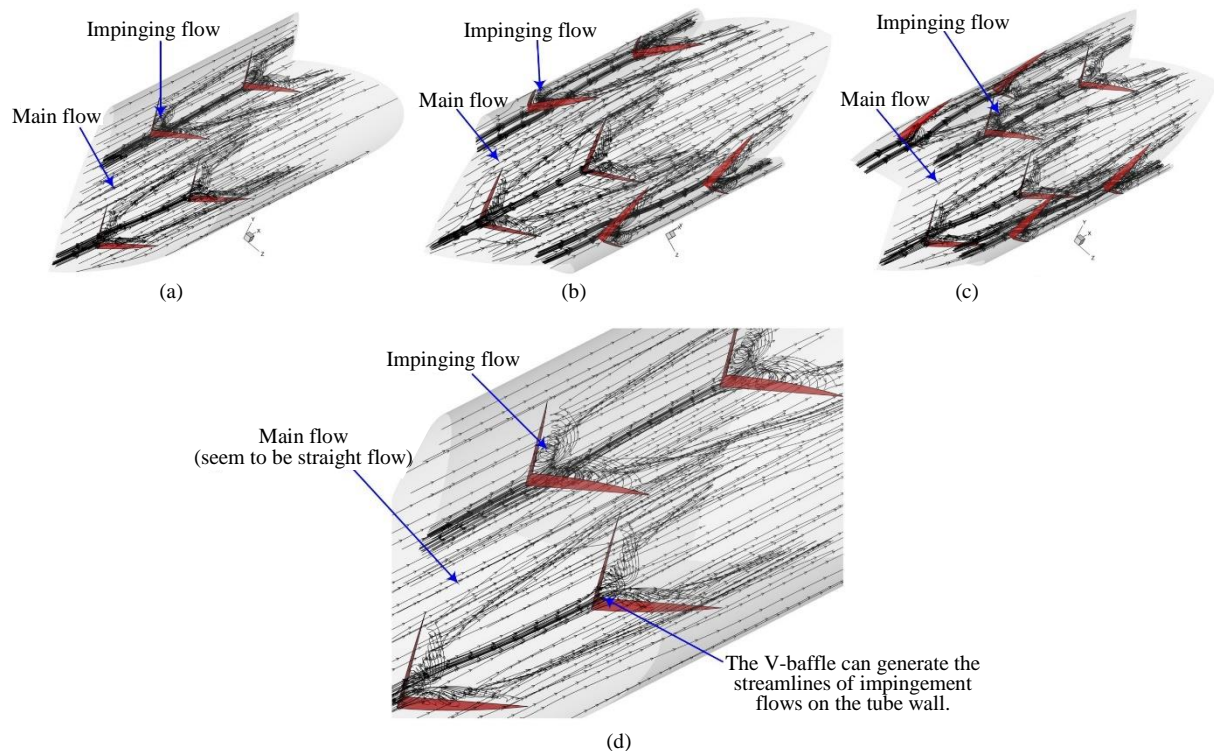 Impinging flow
Main flow
(a)
Impinging flow
Main flow
(b)
Impinging flow
Main flow
(c)
Impinging flow
Main flow
(seem to be straight flow)
The V-baffle can generate the
streamlines of impingement
flows on the tube wall.
(d)